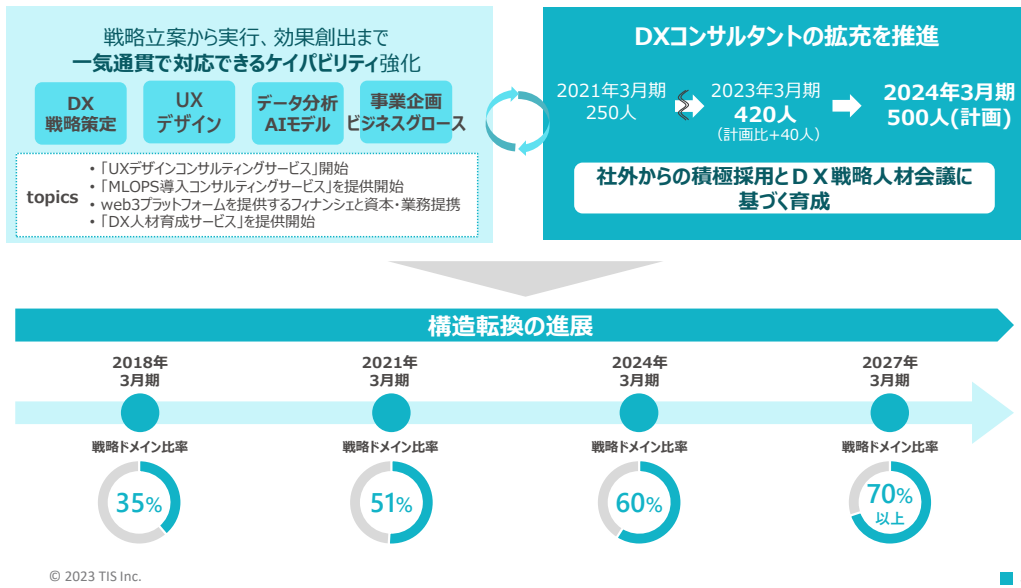 戦略立案から実行、効果創出まで
一気通貫で対応できるケイパビリティ強化
DX
戦略策定
UX
デザイン
データ分析
AIモデル
事業企画
ビジネスグロース
topics
・「UXデザインコンサルティングサービス」開始
・「MLOPS導入コンサルティングサービス」を提供開始
・web3プラットフォームを提供するフィナンシェと資本・業務提携
・「DX人材育成サービス」を提供開始
DXコンサルタントの拡充を推進
2021年3月期
250人
2023年3月期
420人
(計画比+40人)
2024年3月期
500人(計画)
社外からの積極採用とDX戦略人材会議に
基づく育成
構造転換の進展
2018年
3月期
2021年
3月期
2024年
3月期
2027年
3月期
戦略ドメイン比率
戦略ドメイン比率
戦略ドメイン比率
戦略ドメイン比率
35%
51%
60%
70%
以上
© 2023 TIS Inc.